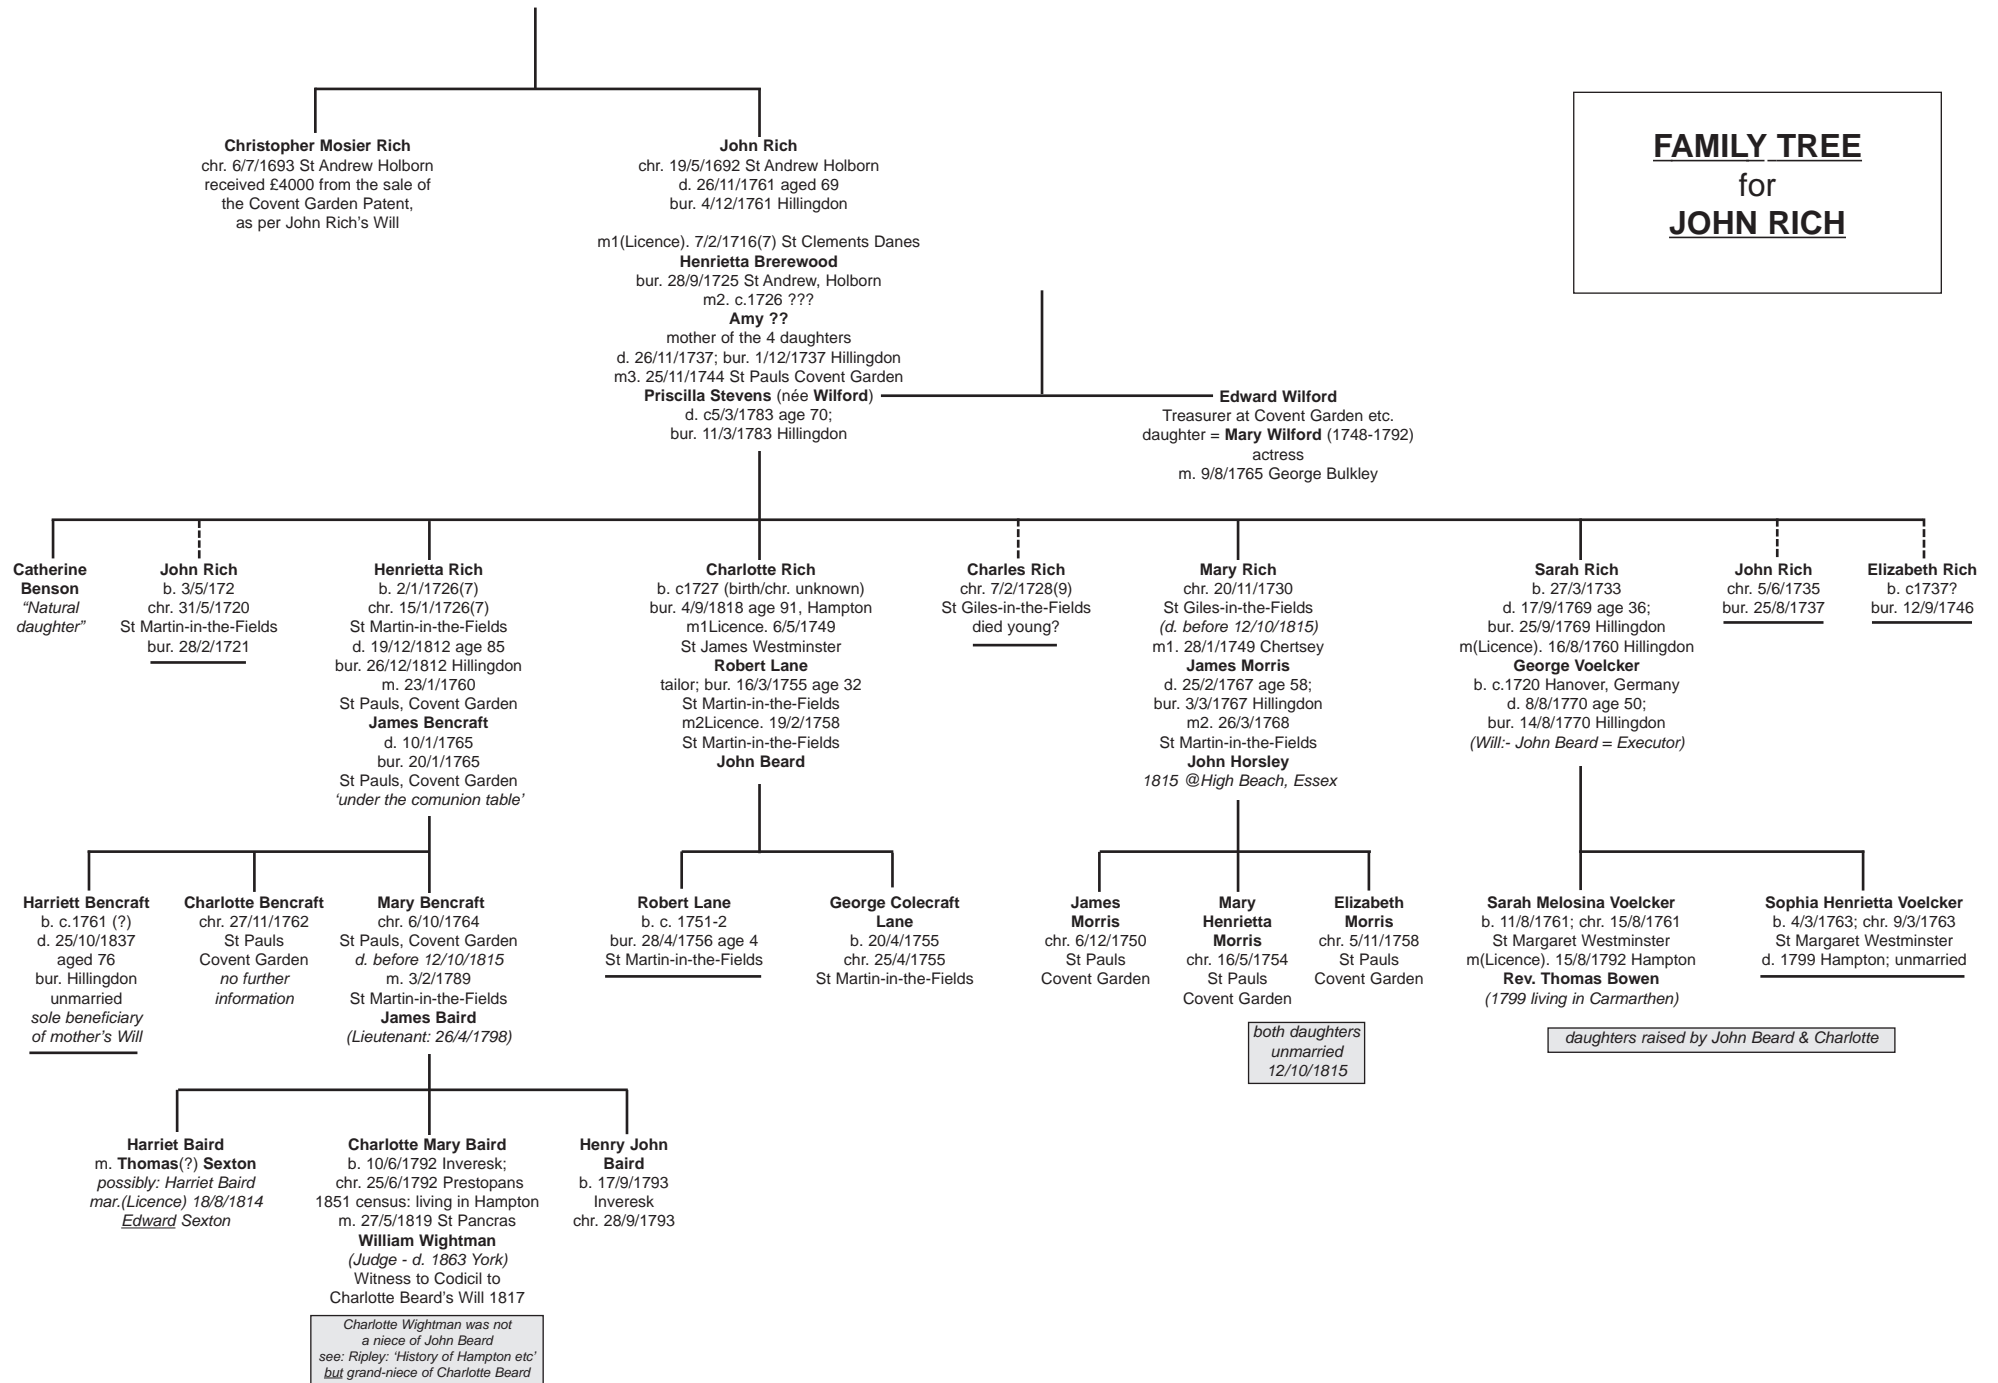 FAMILY TREE
for
JOHN RICH
Christopher Mosier Rich
chr. 6/7/1693 St Andrew Holborn
received £4000 from the sale of
the Covent Garden Patent,
as per John Rich's Will
John Rich
chr. 19/5/1692 St Andrew Holborn
d. 26/11/1761 aged 69
bur. 4/12/1761 Hillingdon
m1(Licence). 7/2/1716(7) St Clements Danes
Henrietta Brerewood
bur. 28/9/1725 St Andrew, Holborn
m2. c.1726 ???
Amy ??
mother of the 4 daughters
d. 26/11/1737; bur. 1/12/1737 Hillingdon
m3. 25/11/1744 St Pauls Covent Garden
Priscilla Stevens (née Wilford)
d. c5/3/1783 age 70;
bur. 11/3/1783 Hillingdon
Edward Wilford
Treasurer at Covent Garden etc.
daughter = Mary Wilford (1748-1792)
actress
m. 9/8/1765 George Bulkley
Catherine
Benson
"Natural
daughter"
John Rich
b. 3/5/172
chr. 31/5/1720
St Martin-in-the-Fields
bur. 28/2/1721
Henrietta Rich
b. 2/1/1726(7)
chr. 15/1/1726(7)
St Martin-in-the-Fields
d. 19/12/1812 age 85
bur. 26/12/1812 Hillingdon
m. 23/1/1760
St Pauls, Covent Garden
James Bencraft
d. 10/1/1765
bur. 20/1/1765
St Pauls, Covent Garden
'under the comunion table'
Charlotte Rich
b. c1727 (birth/chr. unknown)
bur. 4/9/1818 age 91, Hampton
m1Licence. 6/5/1749
St James Westminster
Robert Lane
tailor; bur. 16/3/1755 age 32
St Martin-in-the-Fields
m2Licence. 19/2/1758
St Martin-in-the-Fields
John Beard
Charles Rich
chr. 7/2/1728(9)
St Giles-in-the-Fields
died young?
Mary Rich
chr. 20/11/1730
St Giles-in-the-Fields
(d. before 12/10/1815)
m1. 28/1/1749 Chertsey
James Morris
d. 25/2/1767 age 58;
bur. 3/3/1767 Hillingdon
m2. 26/3/1768
St Martin-in-the-Fields
John Horsley
1815 @High Beach, Essex
Sarah Rich
b. 27/3/1733
d. 17/9/1769 age 36;
bur. 25/9/1769 Hillingdon
m(Licence). 16/8/1760 Hillingdon
George Voelcker
b. c.1720 Hanover, Germany
d. 8/8/1770 age 50;
bur. 14/8/1770 Hillingdon
(Will:- John Beard = Executor)
John Rich
chr. 5/6/1735
bur. 25/8/1737
Elizabeth Rich
b. c1737?
bur. 12/9/1746
Harriett Bencraft
b. c.1761 (?)
d. 25/10/1837
aged 76
bur. Hillingdon
unmarried
sole beneficiary
of mother's Will
Charlotte Bencraft
chr. 27/11/1762
St Pauls
Covent Garden
no further
information
Mary Bencraft
chr. 6/10/1764
St Pauls, Covent Garden
d. before 12/10/1815
m. 3/2/1789
St Martin-in-the-Fields
James Baird
(Lieutenant: 26/4/1798)
Robert Lane
b. c. 1751-2
bur. 28/4/1756 age 4
St Martin-in-the-Fields
George Colecraft
Lane
b. 20/4/1755
chr. 25/4/1755
St Martin-in-the-Fields
James
Morris
chr. 6/12/1750
St Pauls
Covent Garden
Mary
Henrietta
Morris
chr. 16/5/1754
St Pauls
Covent Garden
Elizabeth
Morris
chr. 5/11/1758
St Pauls
Covent Garden
both daughters
unmarried
12/10/1815
Sarah Melosina Voelcker
b. 11/8/1761; chr. 15/8/1761
St Margaret Westminster
m(Licence). 15/8/1792 Hampton
Rev. Thomas Bowen
(1799 living in Carmarthen)
Sophia Henrietta Voelcker
b. 4/3/1763; chr. 9/3/1763
St Margaret Westminster
d. 1799 Hampton; unmarried
daughters raised by John Beard & Charlotte
Harriet Baird
m. Thomas(?) Sexton
possibly: Harriet Baird
mar.(Licence) 18/8/1814
Edward Sexton
Charlotte Mary Baird
b. 10/6/1792 Inveresk;
chr. 25/6/1792 Prestopans
1851 census: living in Hampton
m. 27/5/1819 St Pancras
William Wightman
(Judge - d. 1863 York)
Witness to Codicil to
Charlotte Beard's Will 1817
Charlotte Wightman was not
a niece of John Beard
see: Ripley: 'History of Hampton etc'
but grand-niece of Charlotte Beard
Henry John
Baird
b. 17/9/1793
Inveresk
chr. 28/9/1793